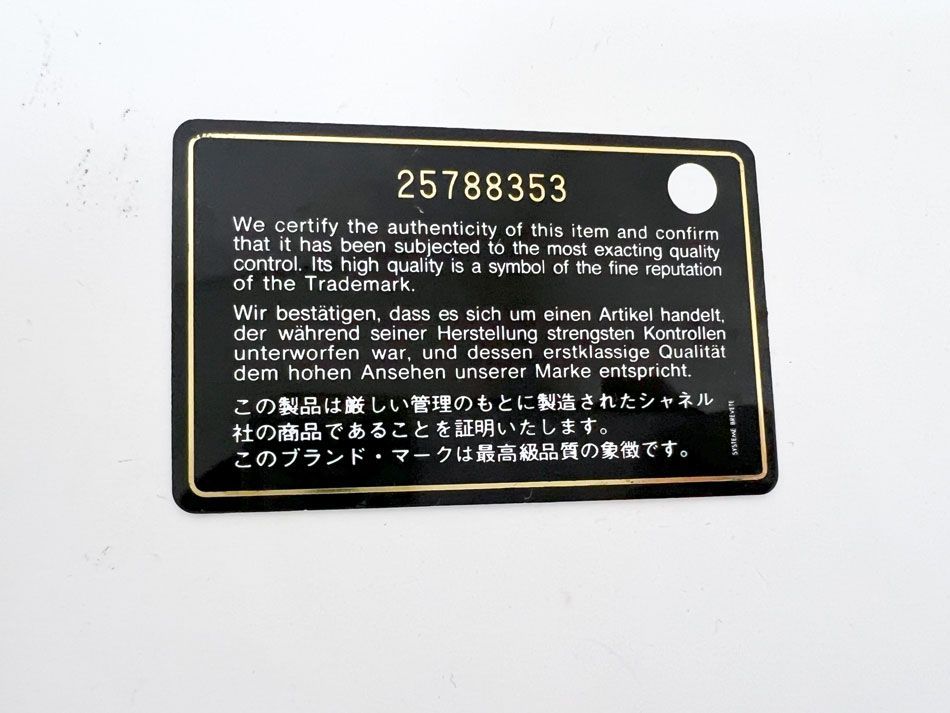 25788353
We certify the authenticity of this item and confirm
that it has been subjected to the most exacting quality
control. Its high quality is a symbol of the fine reputation
of the Trademark.
Wir bestätigen, dass es sich um einen Artikel handelt,
der während seiner Herstellung strengsten Kontrollen
unterworfen war, und dessen erstklassige Qualität
dem hohen Ansehen unserer Marke entspricht.
この製品は厳しい管理のもとに製造されたシャネル
社の商品であることを証明いたします。
このブランド・マークは最高級品質の象徴です。
SYSTEME BREVETE